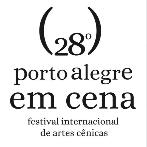 (28º)
porto alegre
em cena
festival internacional
de artes cênicas